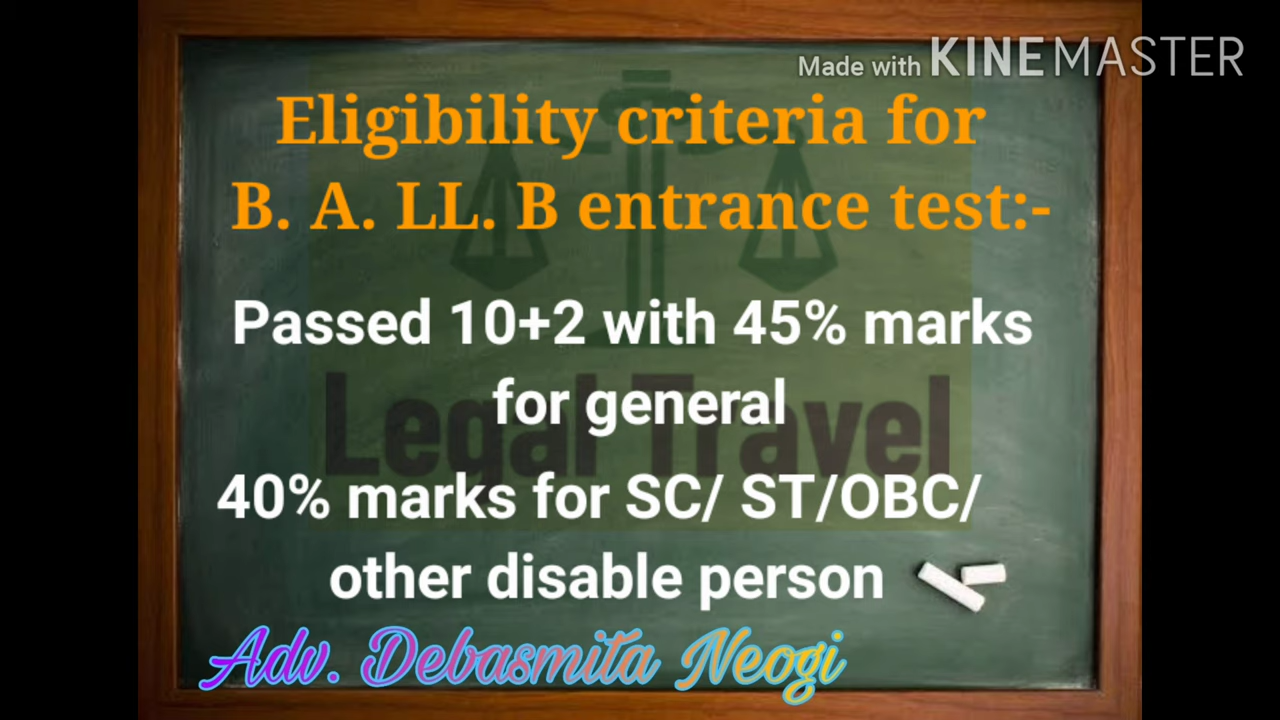 Made with KINEMASTER
Eligibility criteria for
B. A. LL. B entrance test:-
Passed 10+2 with 45% marks
for general
Legal Travel
40% marks for SC/ ST/OBC/
other disable person
Adv. Debasmita Neogi